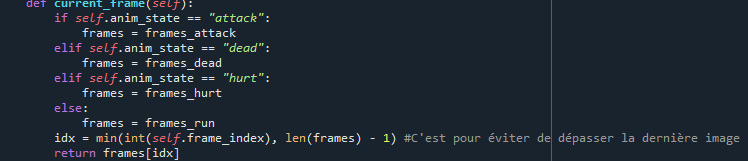 def current_frame(self):
if self.anim_state == "attack":
frames = frames_attack
elif self.anim_state == "dead":
frames = frames_dead
elif self.anim_state == "hurt":
frames = frames_hurt
else:
frames = frames_run
idx = min(int(self.frame_index), len(frames) - 1) #C'est pour éviter de dépasser la dernière image
return frames[idx]